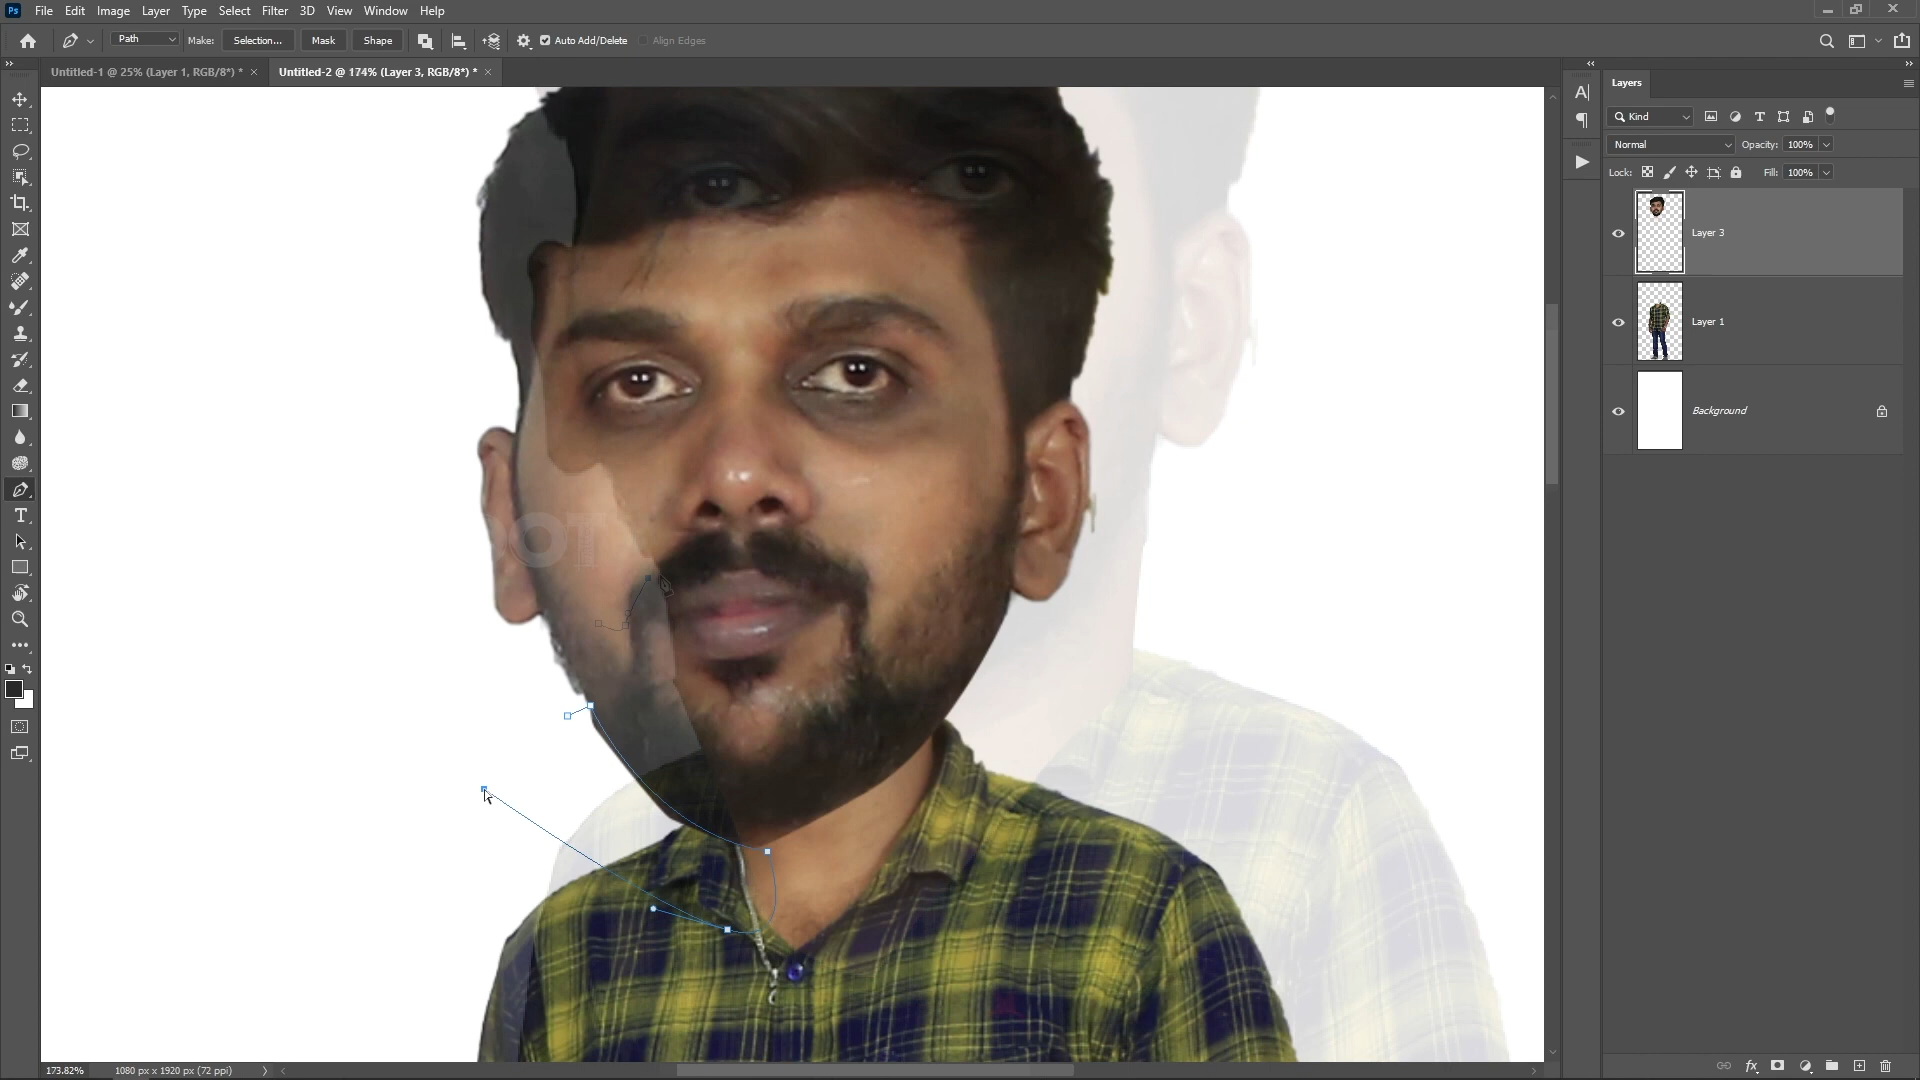 Ps File Edit Image Layer Type Select Filter 3D View Window Help
Path Make: Selection... Mask Shape Auto Add/Delete Align Edges
Untitled-1 @ 25% (Layer 1, RGB/8*) * × Untitled-2 @ 174% (Layer 3, RGB/8*) * ×
Layers
Kind
Normal Opacity: 100%
Lock: Fill: 100%
Layer 3
Layer 1
Background
173.82% 1080 px x 1920 px (72 ppi)